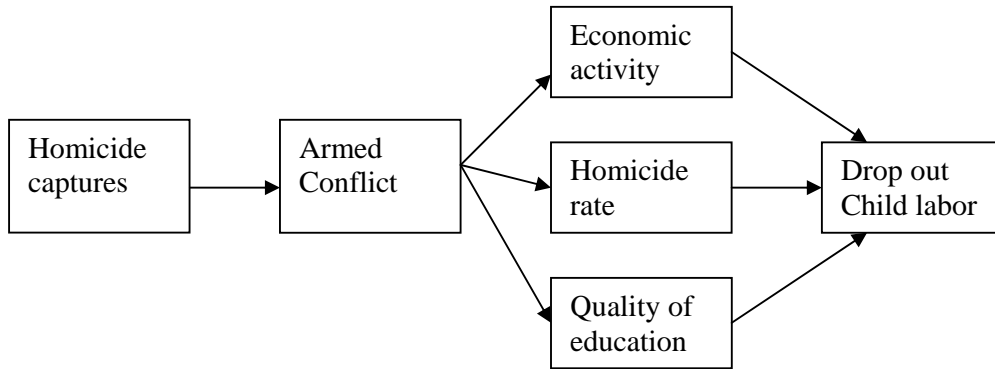 Economic
activity
Homicide
captures
Armed
Conflict
Homicide
rate
Drop out
Child labor
Quality of
education